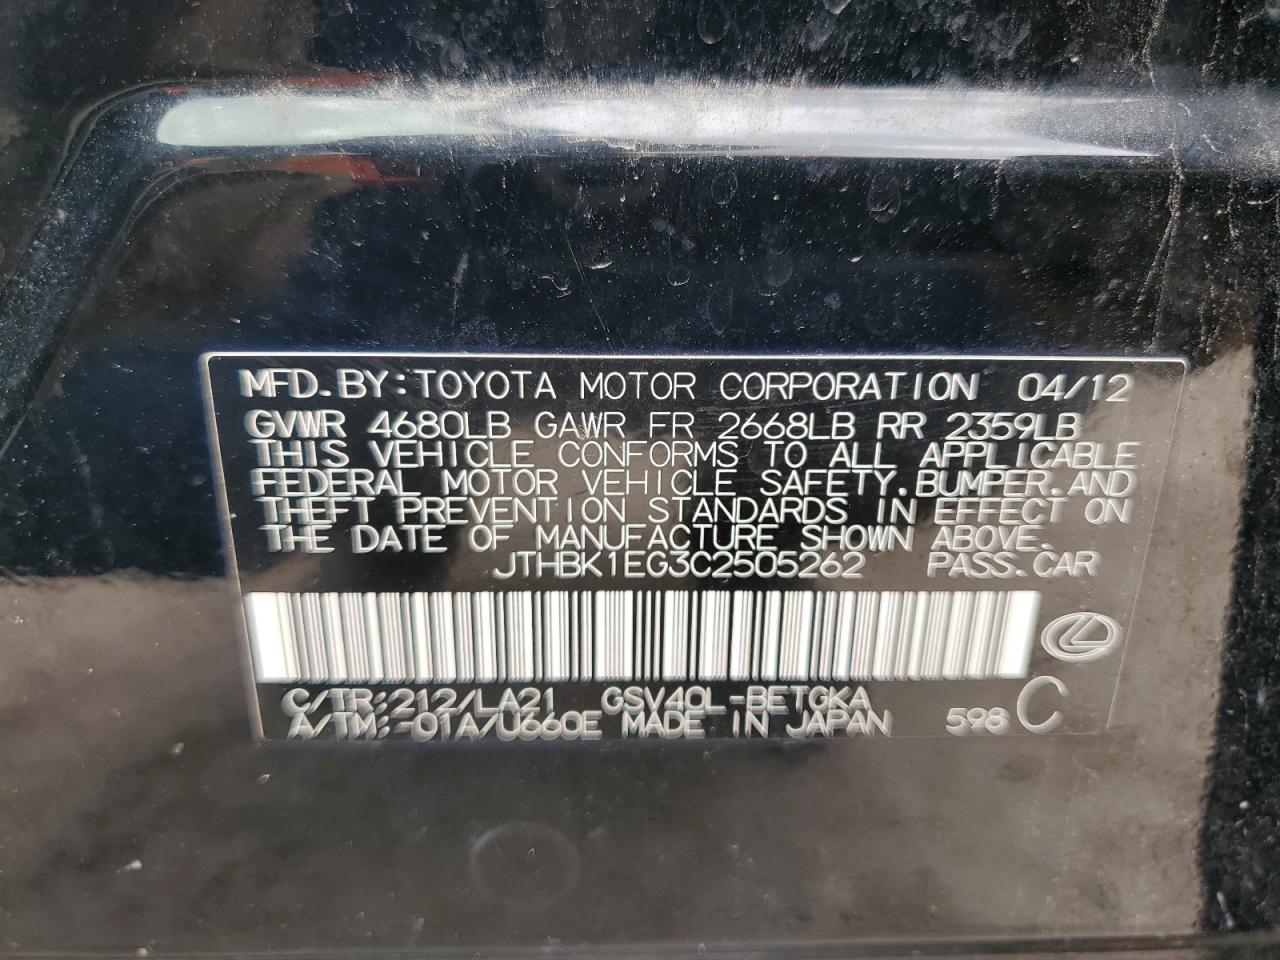 MFD.BY:TOYOTA MOTOR CORPORATION 04/12
GVWR 4680LB GAWR FR 2668LB RR 2359LB
THIS VEHICLE CONFORMS TO ALL APPLICABLE
FEDERAL MOTOR VEHICLE SAFETY,BUMPER,AND
THEFT PREVENTION STANDARDS IN EFFECT ON
THE DATE OF MANUFACTURE SHOWN ABOVE.
JTHBK1EG3C2505262 PASS.CAR
C/TR:212/LA21 GSV40L-BETGKA
A/TM:-01A/U660E MADE IN JAPAN 598 C